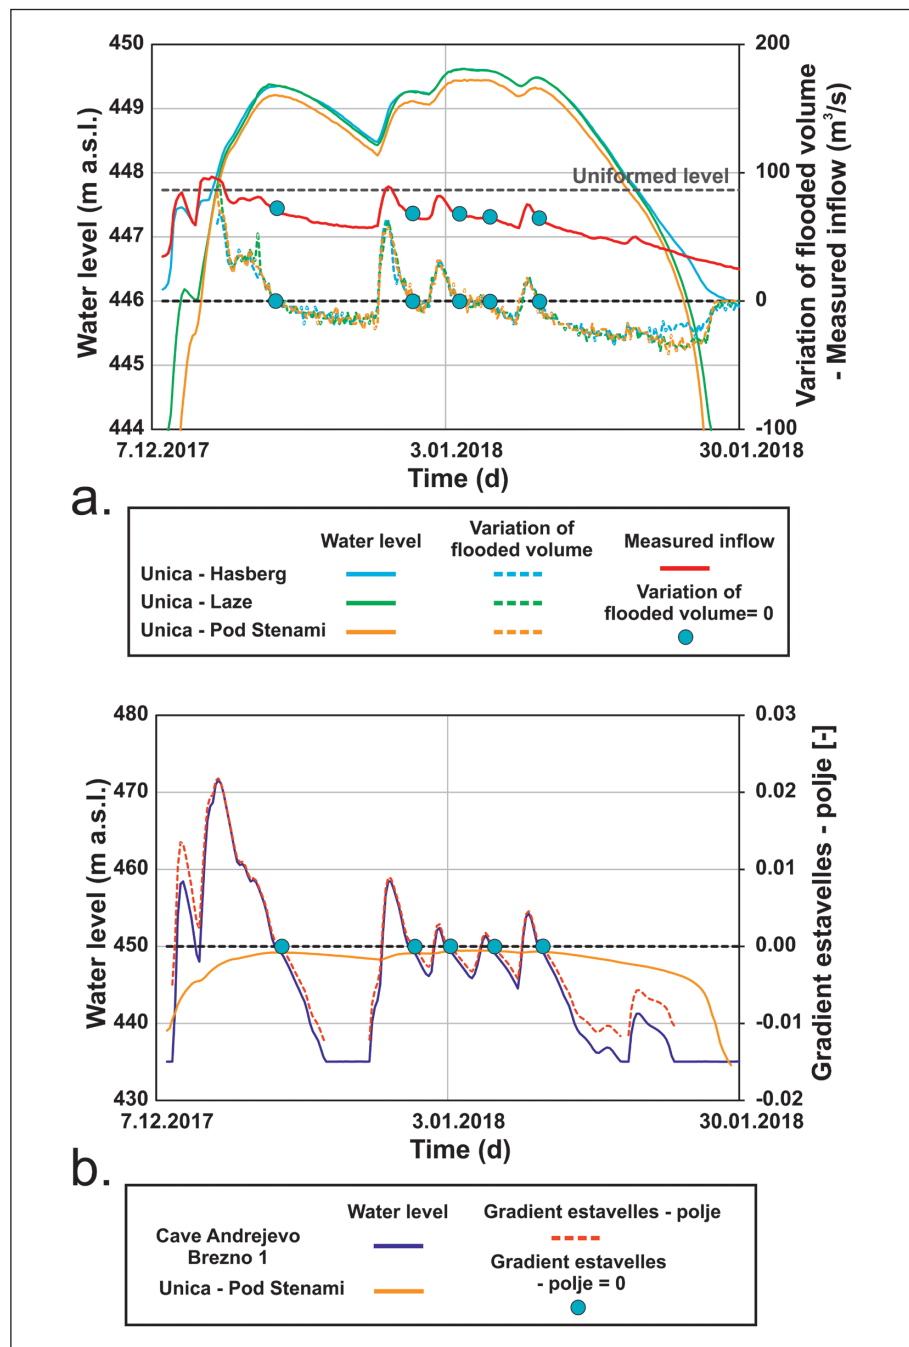 450
449
448
447
446
445
444
Water level (m a.s.l.)
200
100
0
-100
Variation of flooded volume
- Measured inflow (m³/s)
Uniformed level
7.12.2017
3.01.2018
30.01.2018
Time (d)
a.
Water level
Variation of
flooded volume
Measured inflow
Unica - Hasberg
Unica - Laze
Unica - Pod Stenami
Variation of
flooded volume= 0
480
470
460
450
440
430
Water level (m a.s.l.)
0.03
0.02
0.01
0.00
-0.01
-0.02
Gradient estavelles - polje [-]
7.12.2017
3.01.2018
30.01.2018
Time (d)
b.
Water level
Gradient estavelles - polje
Cave Andrejevo
Brezno 1
Unica - Pod Stenami
Gradient estavelles
- polje = 0